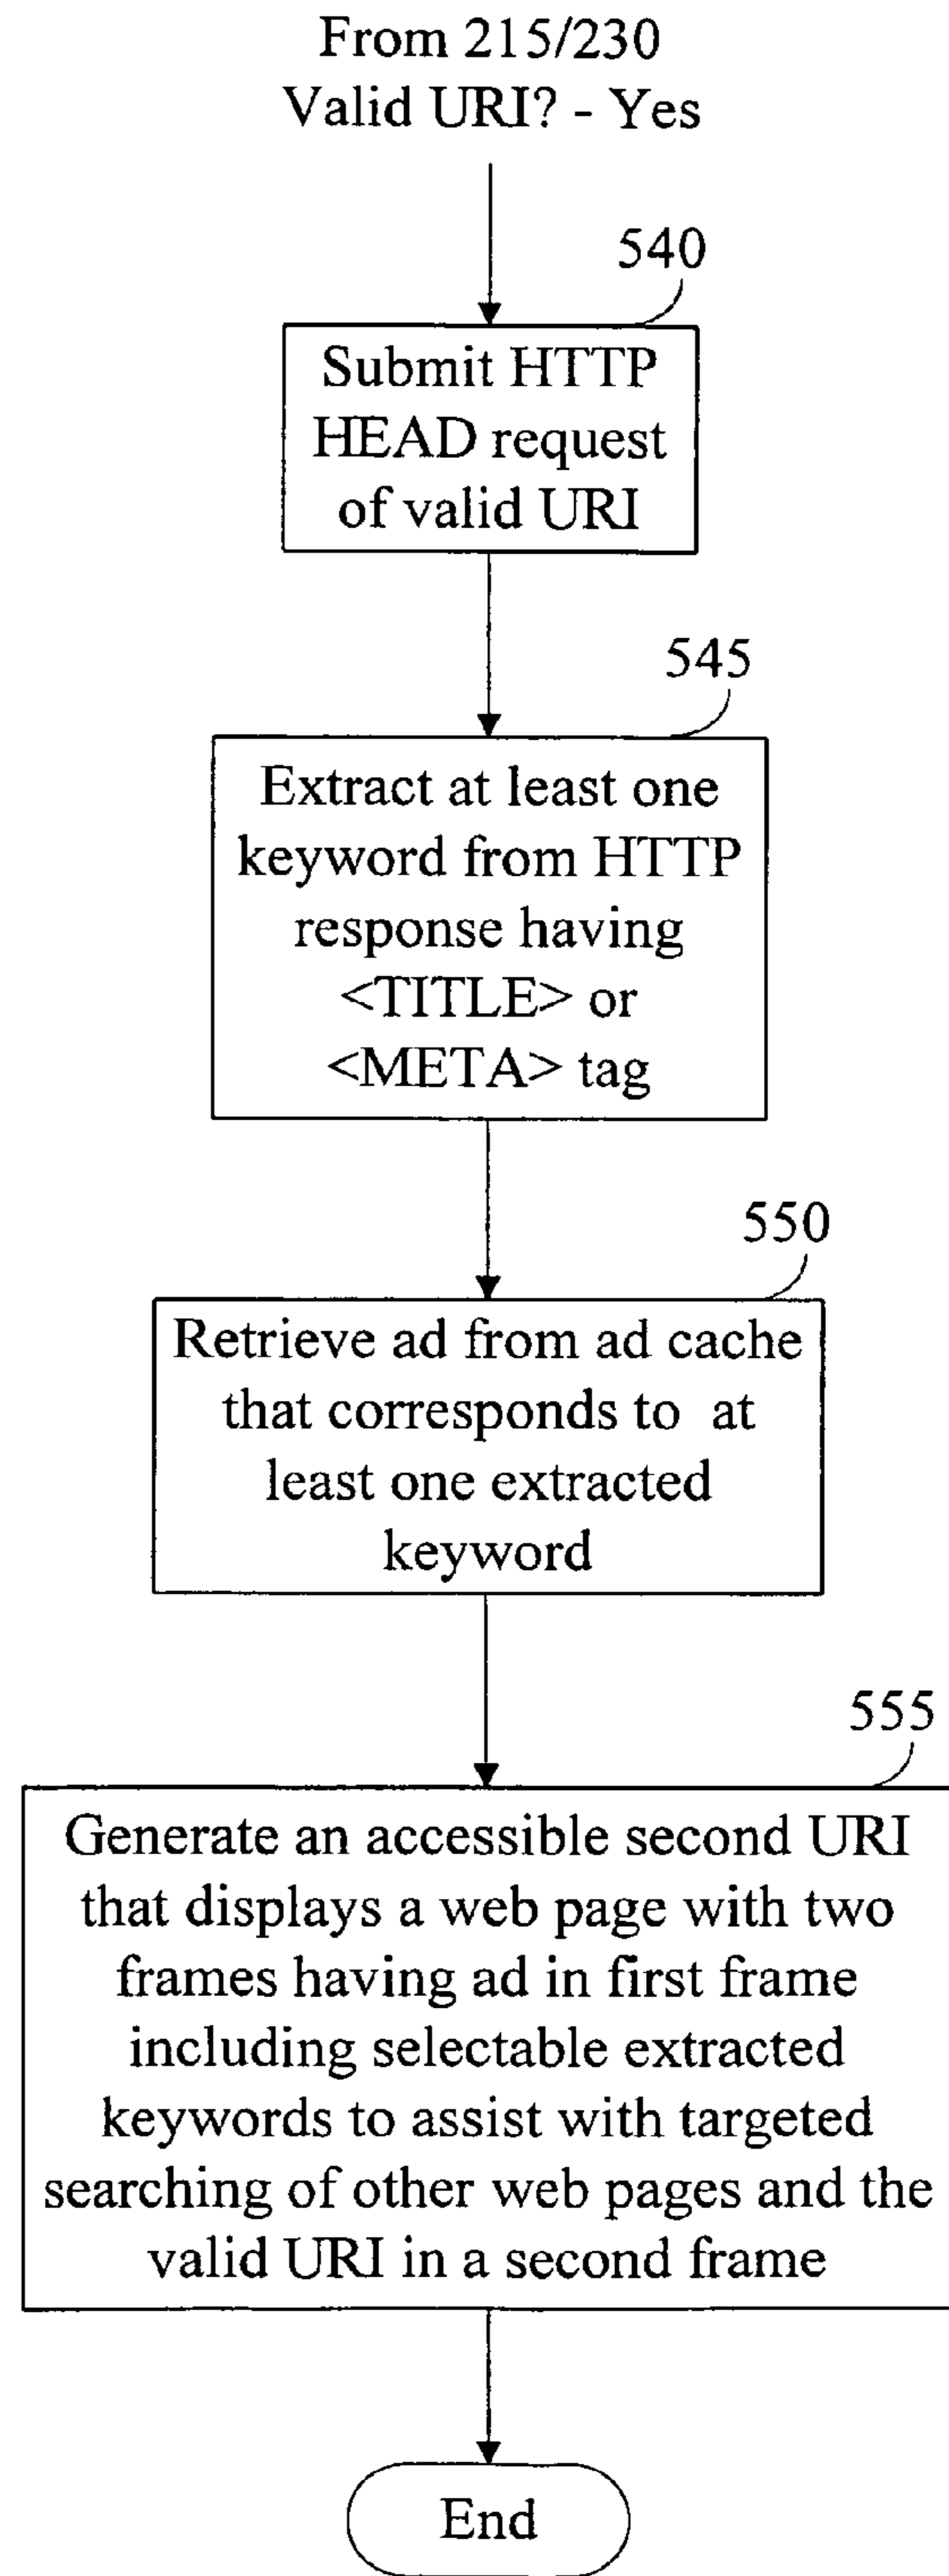 From 215/230
Valid URI? - Yes
540
Submit HTTP
HEAD request
of valid URI
545
Extract at least one
keyword from HTTP
response having
<TITLE> or
<META> tag
550
Retrieve ad from ad cache
that corresponds to at
least one extracted
keyword
555
Generate an accessible second URI
that displays a web page with two
frames having ad in first frame
including selectable extracted
keywords to assist with targeted
searching of other web pages and the
valid URI in a second frame
End